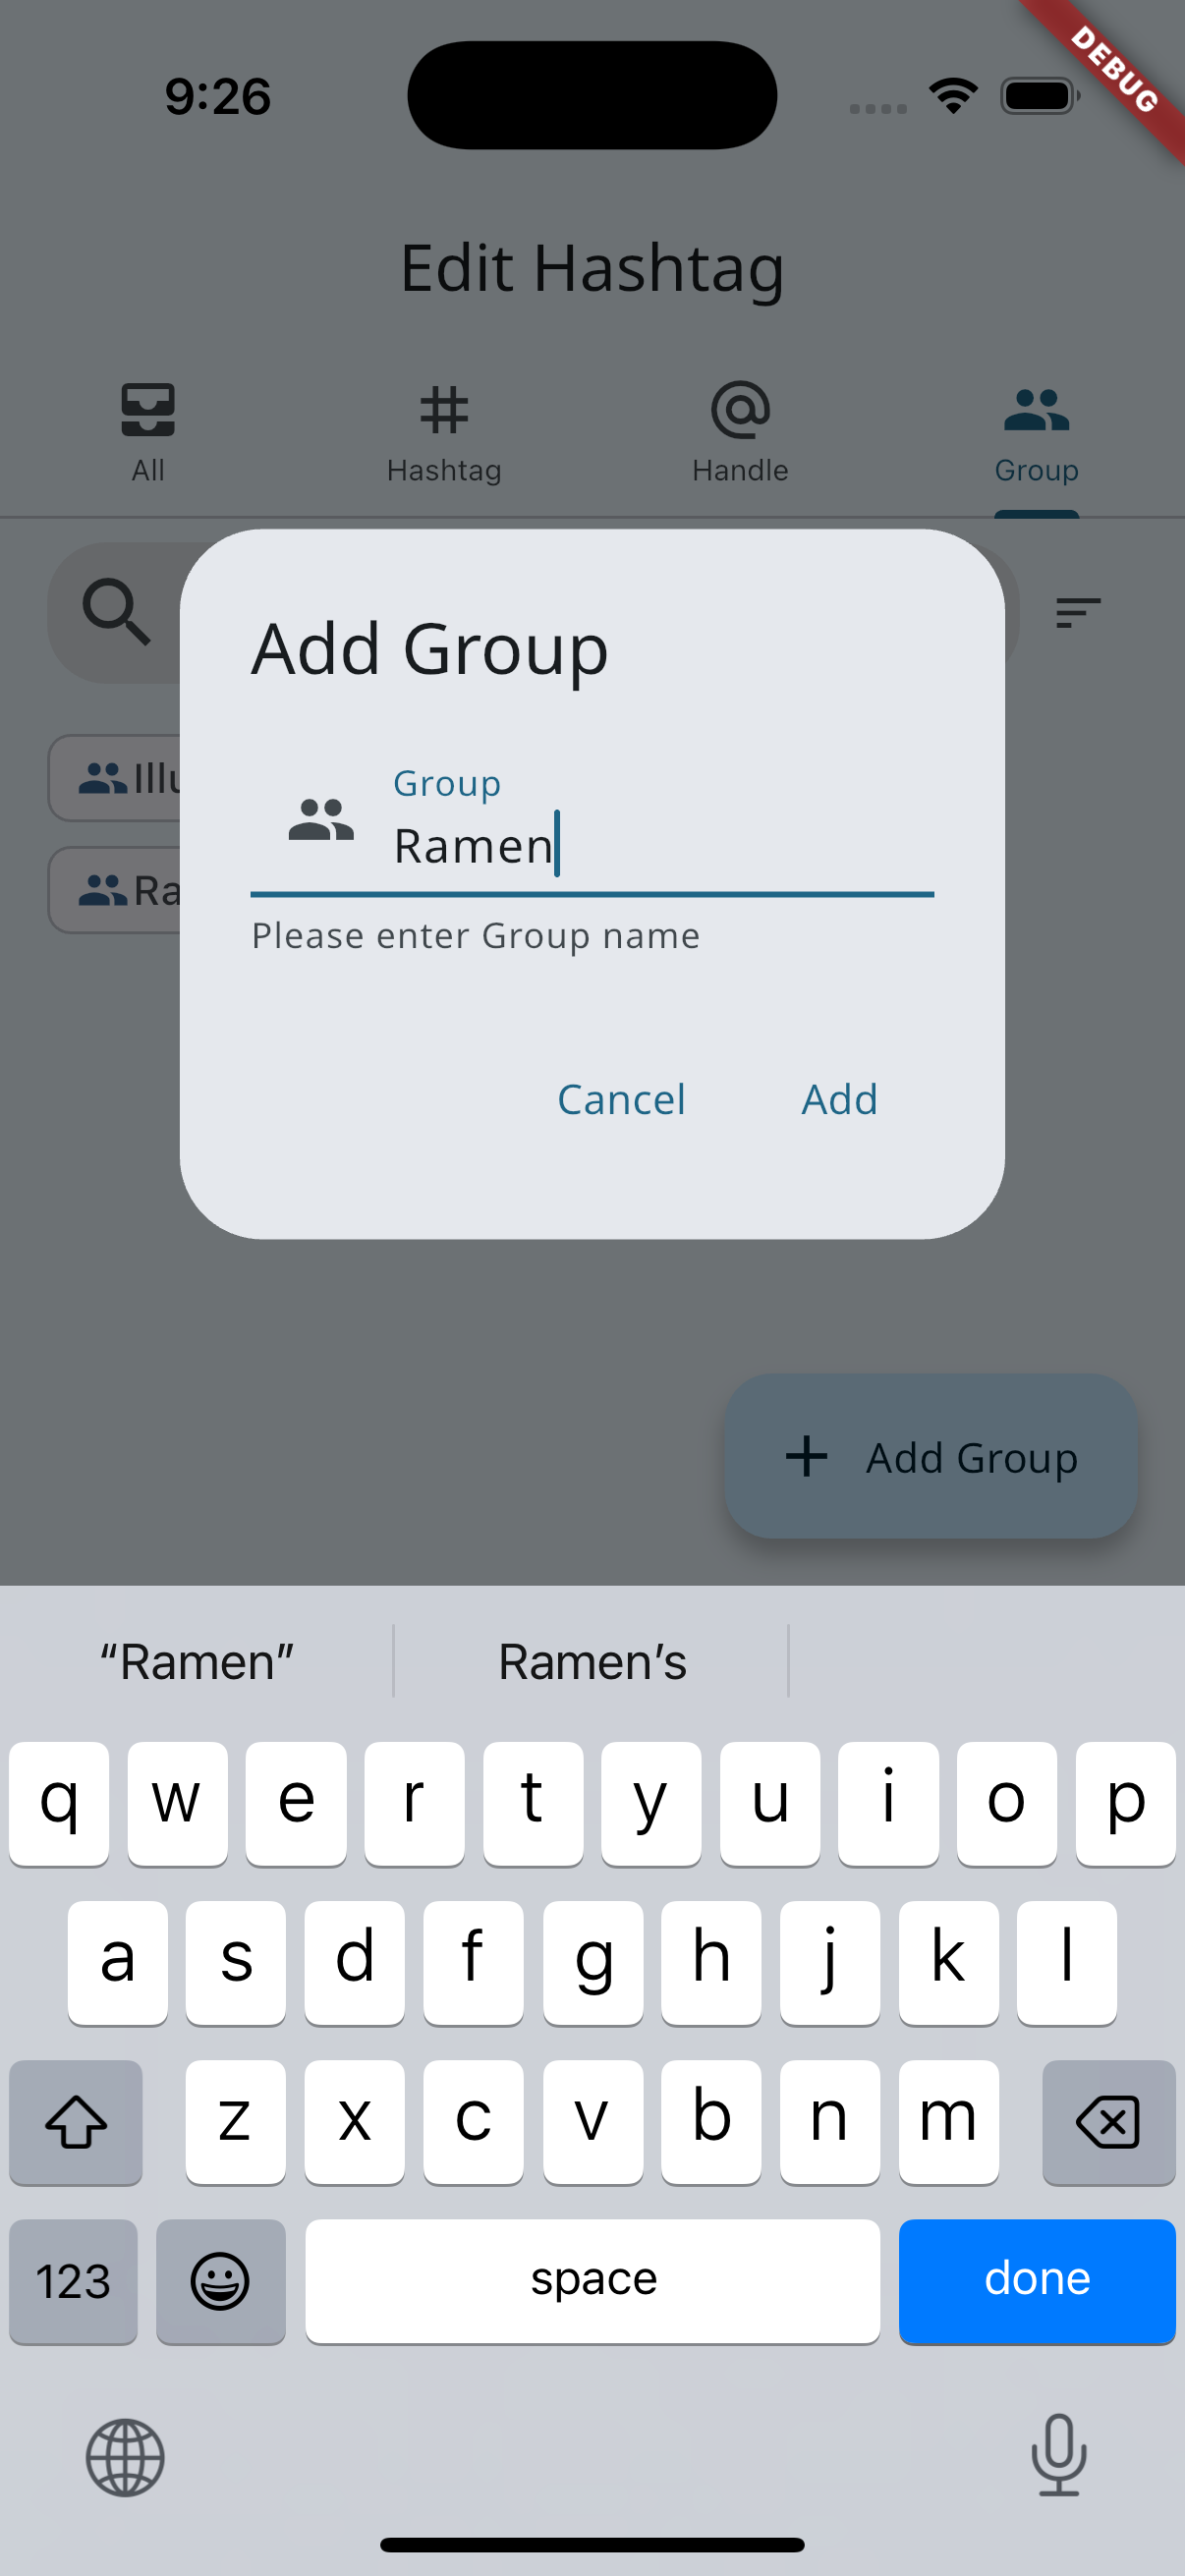 9:26
DEBUG
Edit Hashtag
All Hashtag Handle Group
Add Group
Group
Illu
Ramen
Ra
Please enter Group name
Cancel Add
Add Group
“Ramen” Ramen’s
q w e r t y u i o p
a s d f g h j k l
z x c v b n m
123 space done